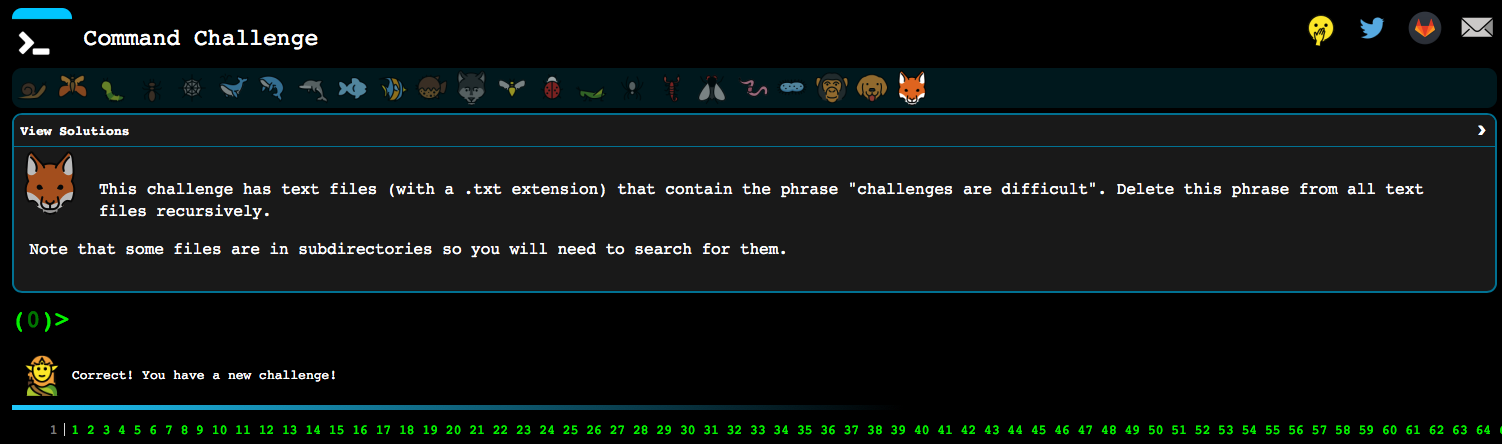 Command Challenge
View Solutions
This challenge has text files (with a .txt extension) that contain the phrase "challenges are difficult". Delete this phrase from all text
files recursively.
Note that some files are in subdirectories so you will need to search for them.
(0)>
Correct! You have a new challenge!
1 | 1 2 3 4 5 6 7 8 9 10 11 12 13 14 15 16 17 18 19 20 21 22 23 24 25 26 27 28 29 30 31 32 33 34 35 36 37 38 39 40 41 42 43 44 45 46 47 48 49 50 51 52 53 54 55 56 57 58 59 60 61 62 63 64